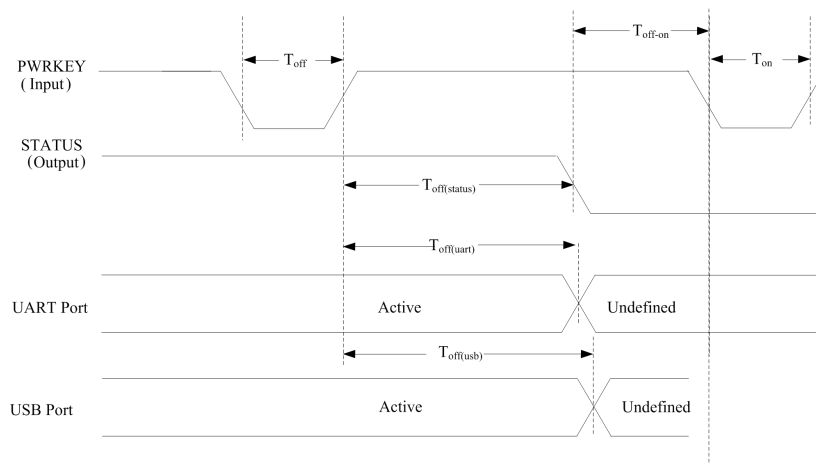 T_off-on
T_off
T_on
PWRKEY
( Input)
STATUS
(Output)
T_off(status)
T_off(uart)
UART Port
Active
Undefined
T_off(usb)
USB Port
Active
Undefined